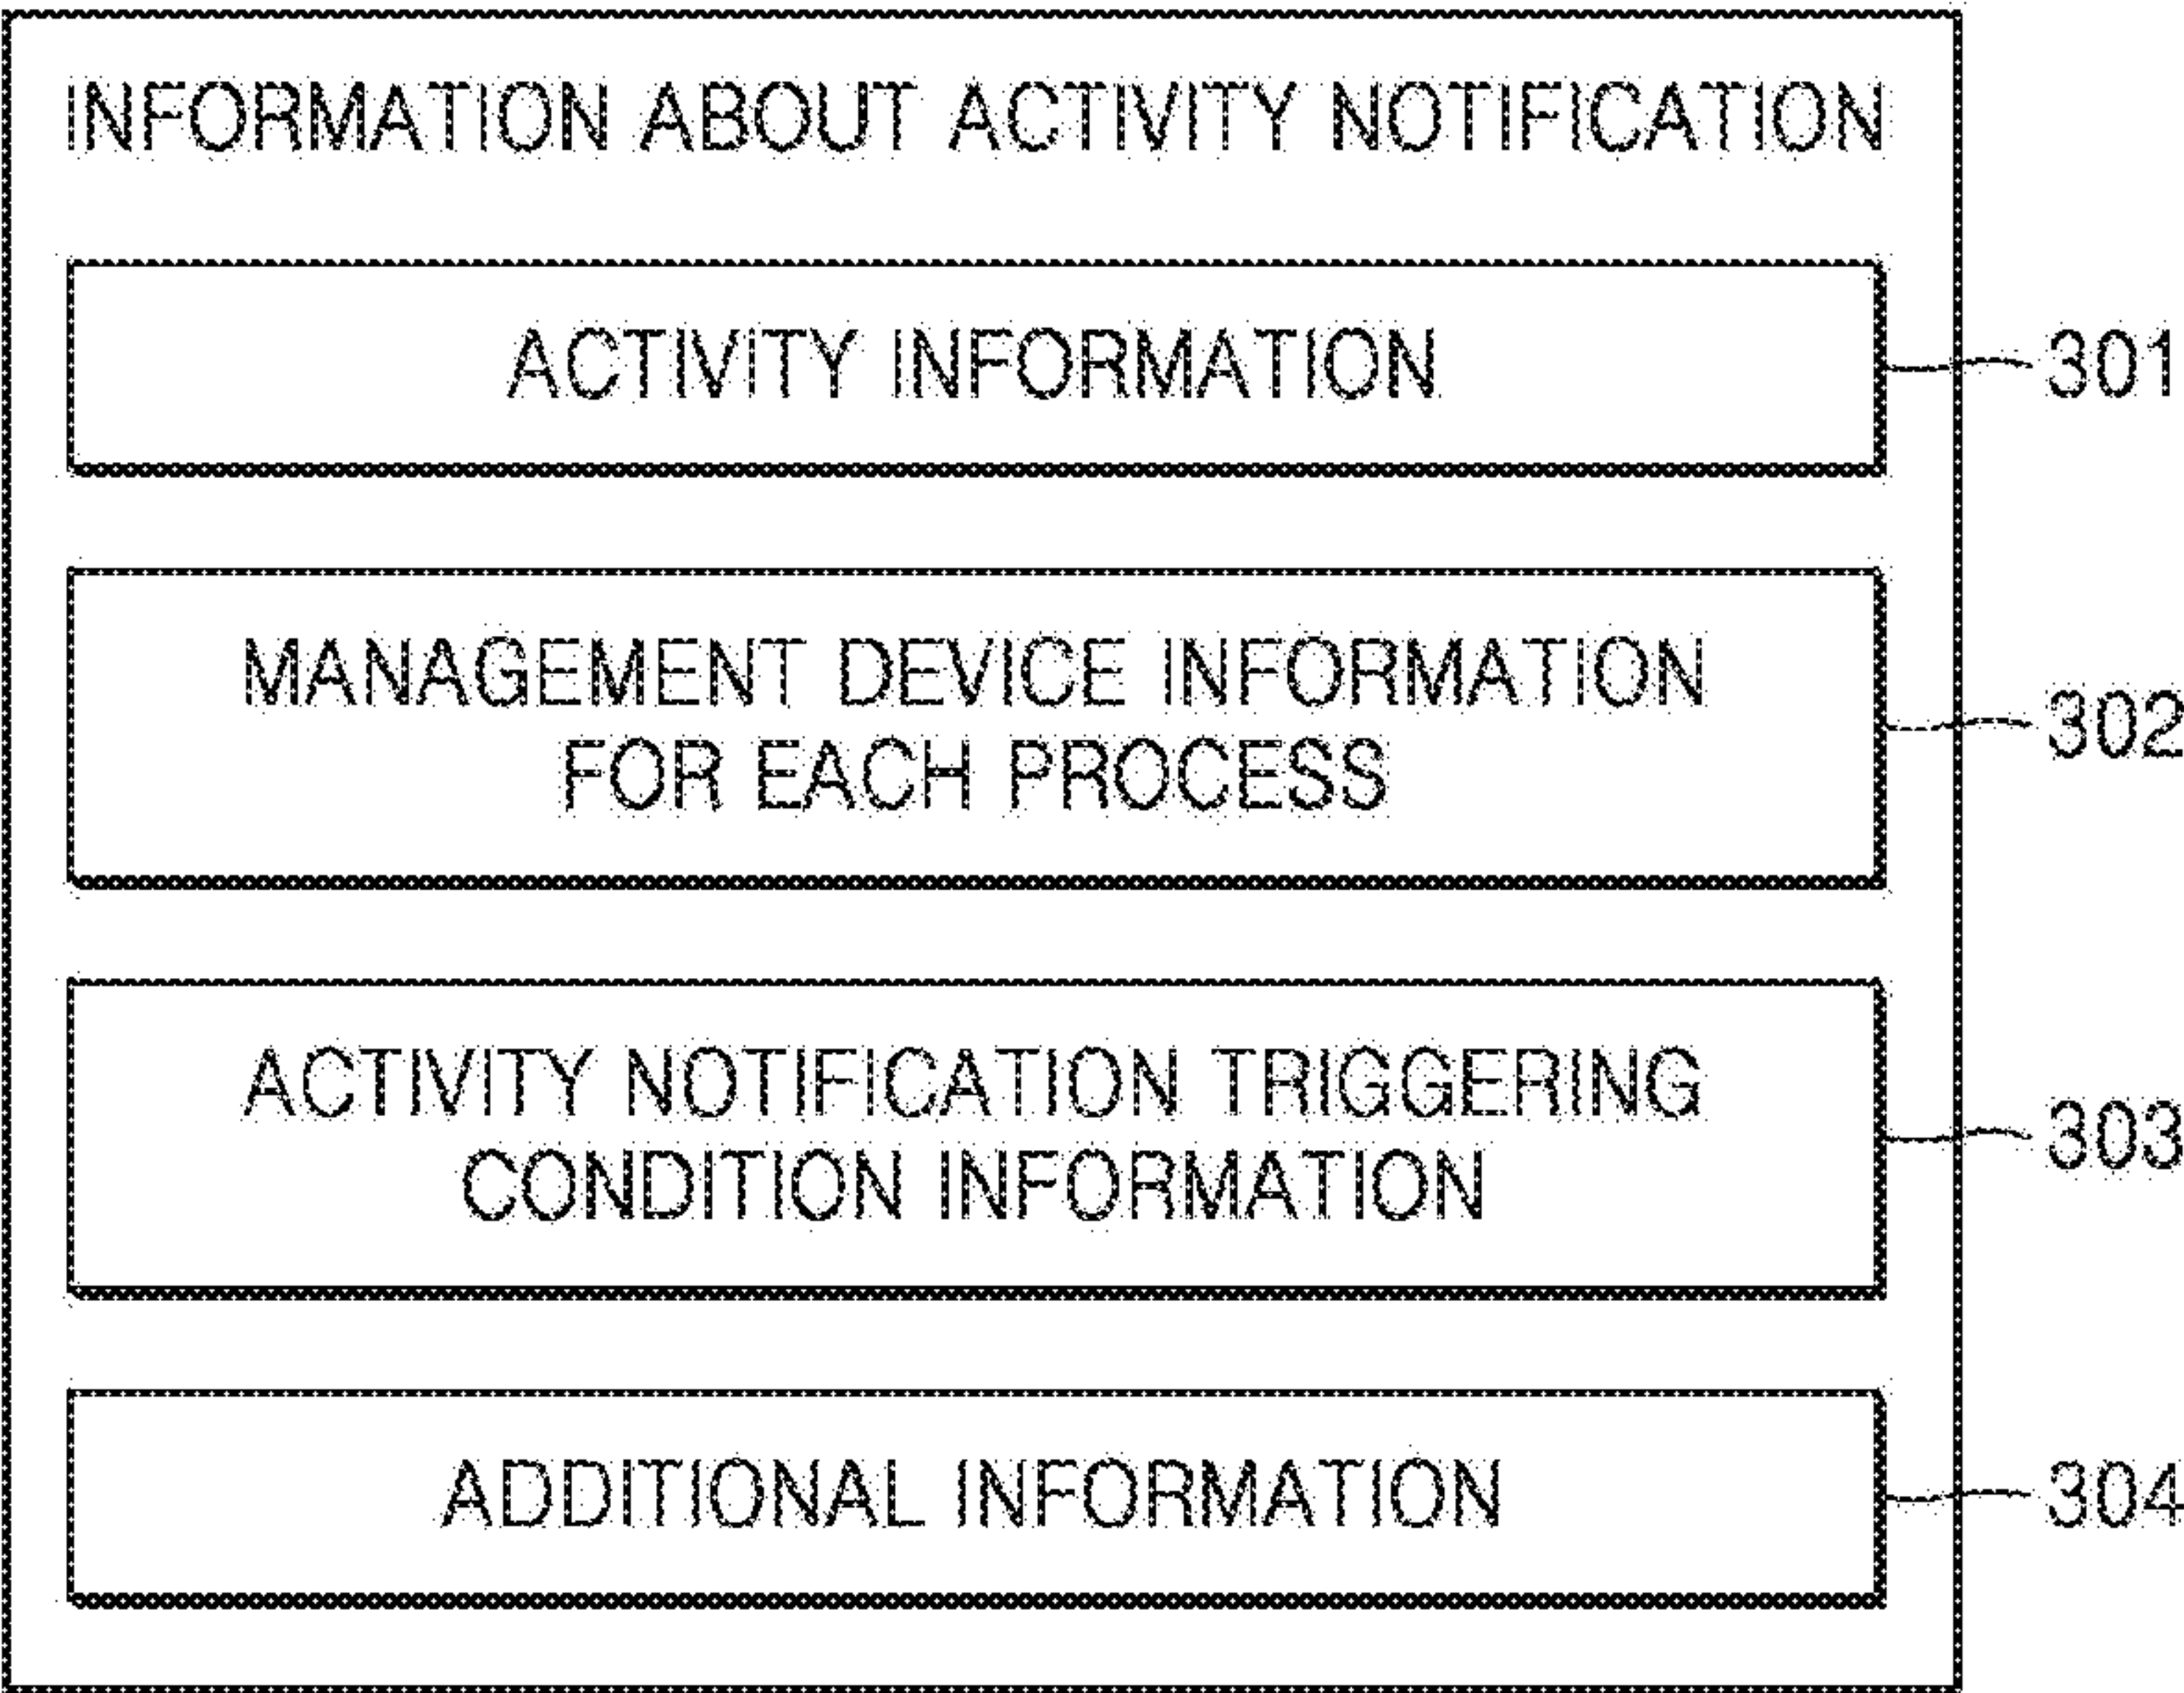 INFORMATION ABOUT ACTIVITY NOTIFICATION
ACTIVITY INFORMATION
301
MANAGEMENT DEVICE INFORMATION
FOR EACH PROCESS
302
ACTIVITY NOTIFICATION TRIGGERING
CONDITION INFORMATION
303
ADDITIONAL INFORMATION
304